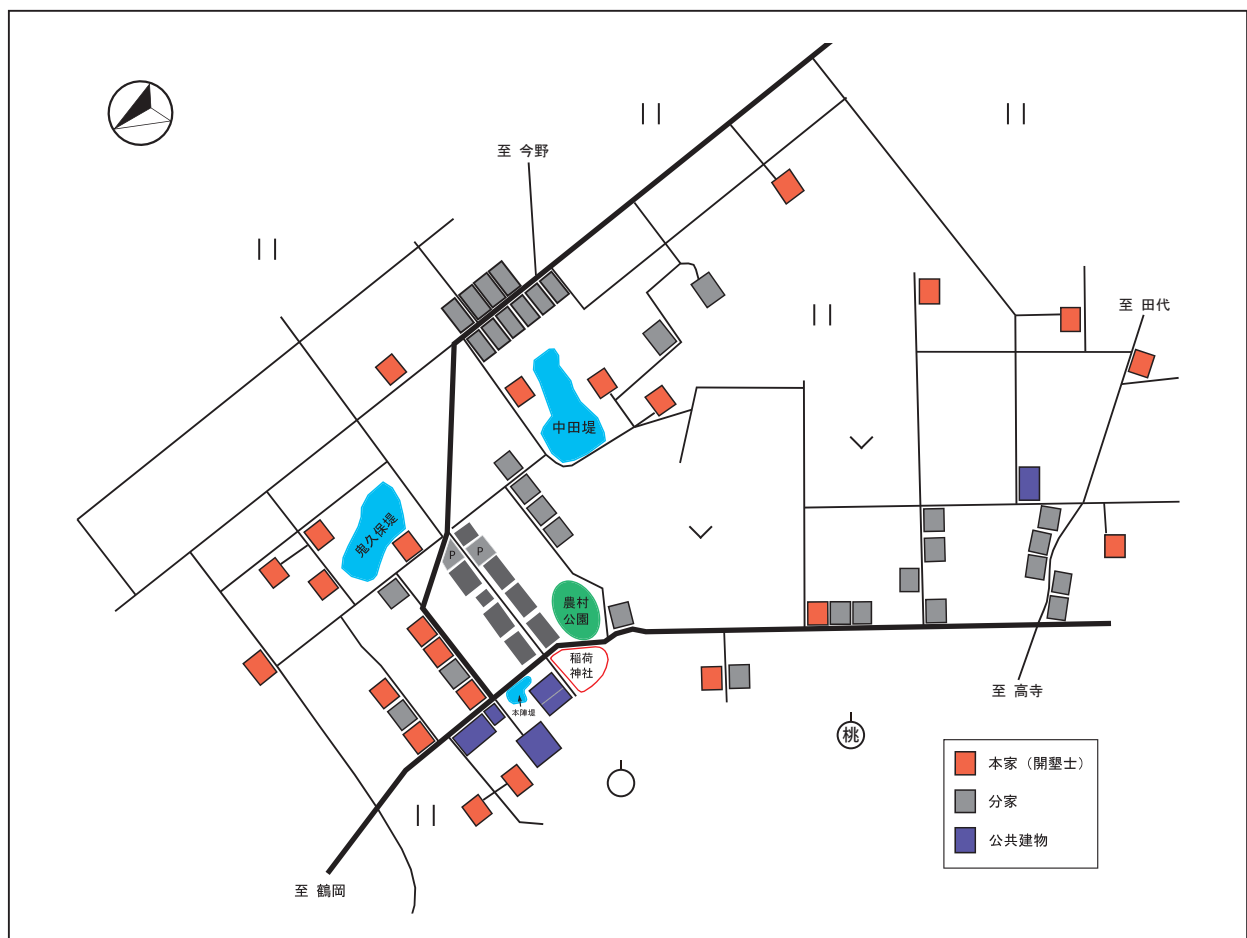 至 今野
至 田代
中田堤
鬼久保堤
P
P
農村
公園
稲荷
神社
本陣堤
至 高寺
桃
本家（開墾士）
分家
公共建物
至 鶴岡